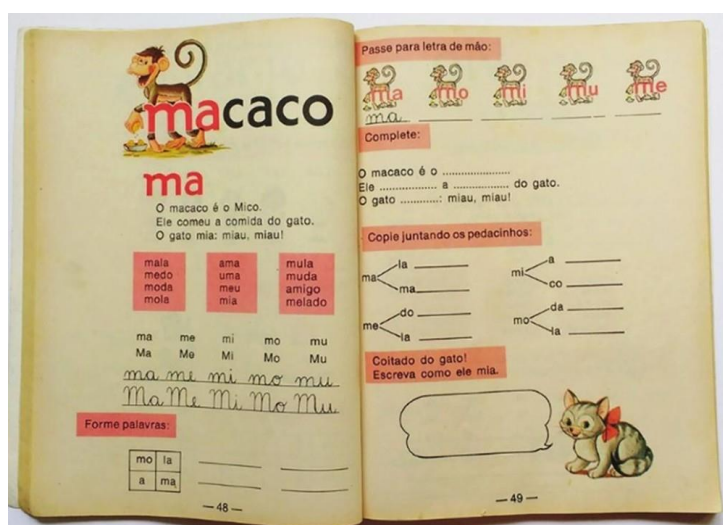 macaco
ma
O macaco é o Mico.
Ele comeu a comida do gato.
O gato mia: miau, miau!
mala ama mula
medo uma muda
moda meu amigo
mola mia melado
ma me mi mo mu
Ma Me Mi Mo Mu
ma me mi mo mu
Ma Me Mi Mo Mu
Forme palavras:
mo la
a ma
— 48 —
Passe para letra de mão:
ma mo mi mu me
ma
Complete:
O macaco é o ....................
Ele ................. a ................ do gato.
O gato ............: miau, miau!
Copie juntando os pedacinhos:
la a
ma mi
ma co
do da
me mo
la la
Coitado do gato!
Escreva como ele mia.
— 49 —